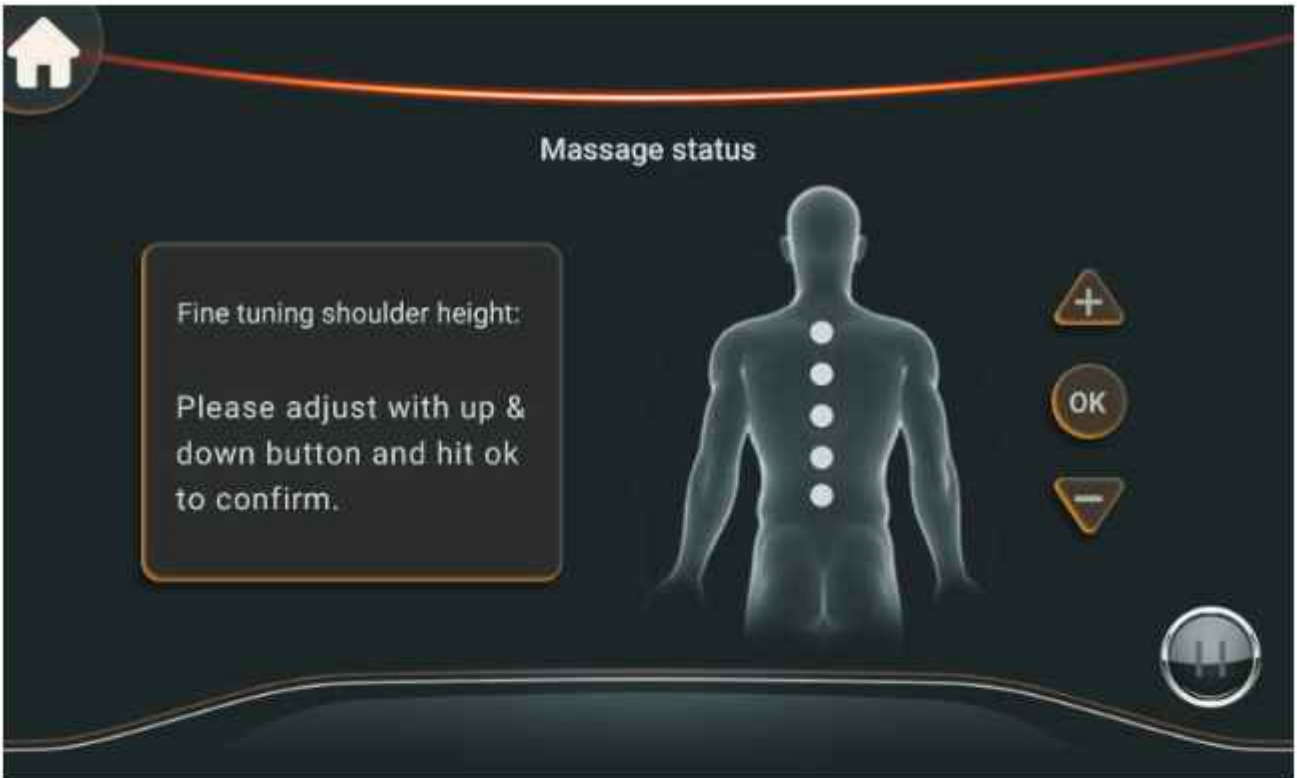 Massage status
Fine tuning shoulder height:
Please adjust with up &
down button and hit ok
to confirm.
+
OK
−